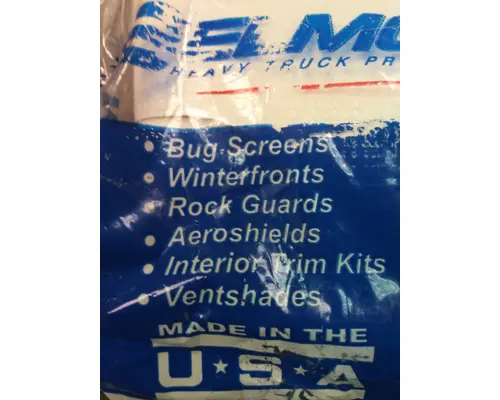 HEAVY TRUCK PR
• Bug Screens
• Winterfronts
Rock Guards
• Aeroshields
• Interior Trim Kits
• Ventshades
MADE IN THE
U★S★A